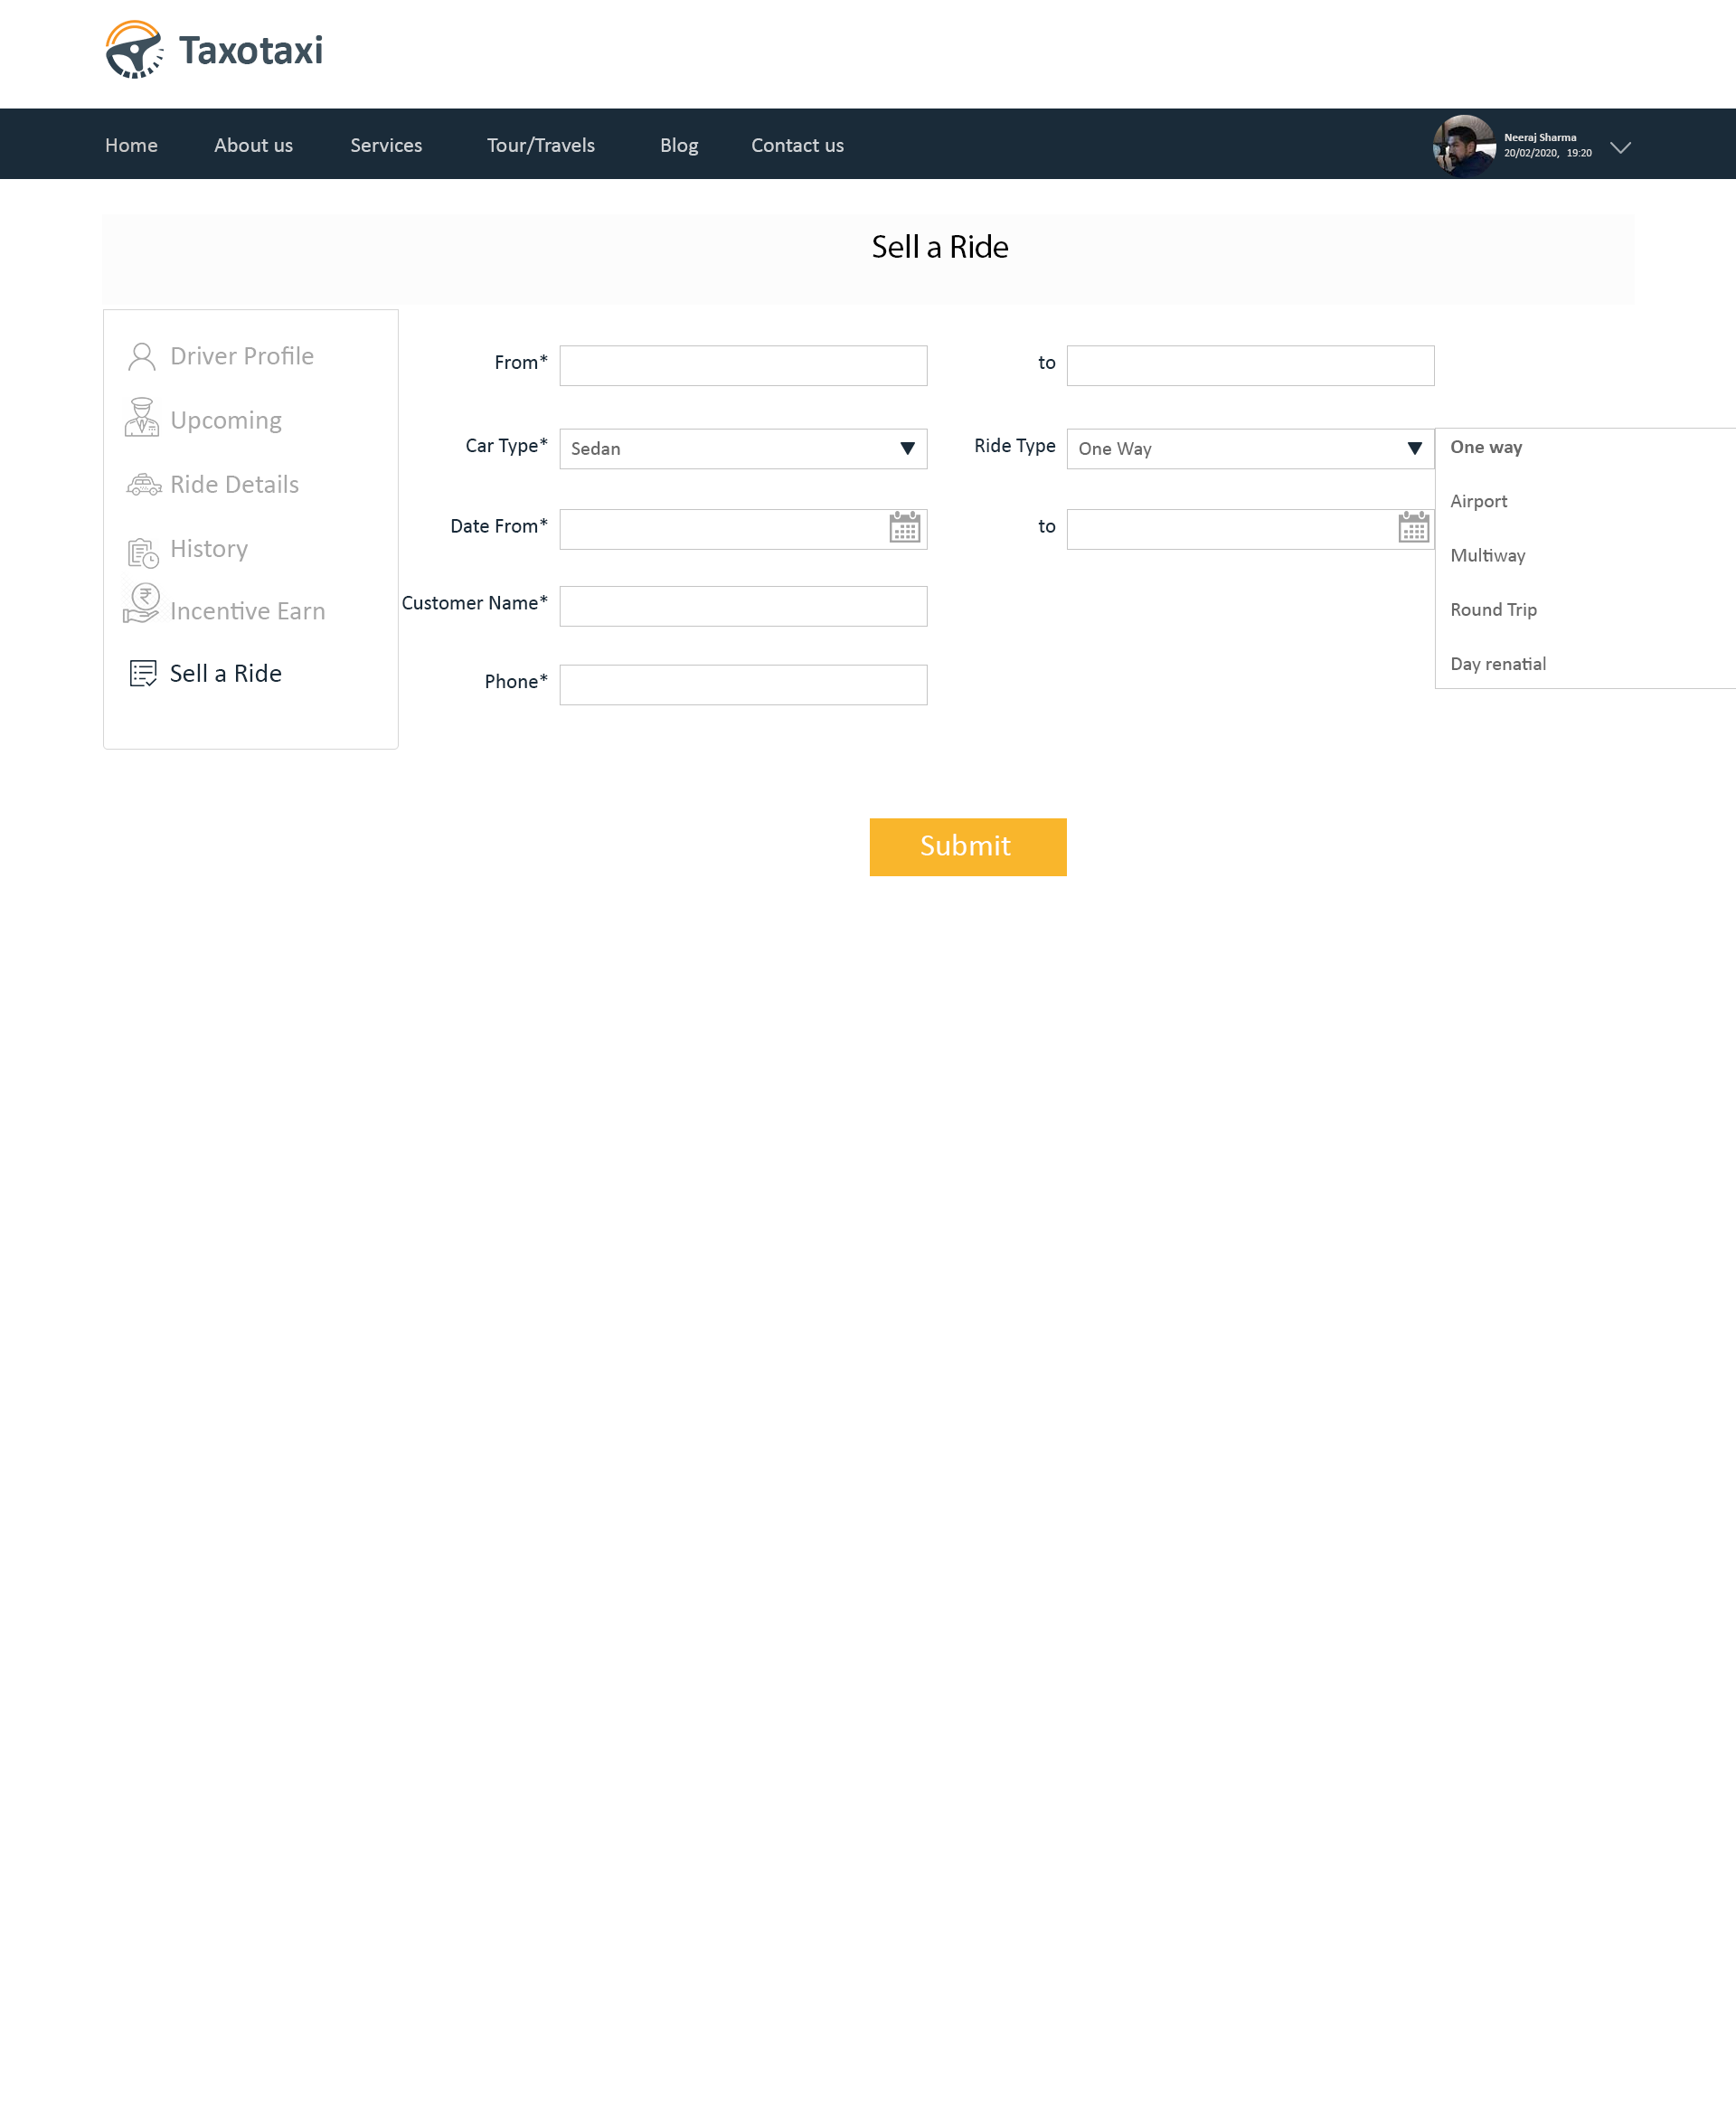 Taxotaxi
Home About us Services Tour/Travels Blog Contact us
Neeraj Sharma
20/02/2020, 19:20
Sell a Ride
Driver Profile
Upcoming
Ride Details
History
Incentive Earn
Sell a Ride
From* to
Car Type* Sedan Ride Type One Way
Date From* to
Customer Name*
Phone*
One way
Airport
Multiway
Round Trip
Day renatial
Submit